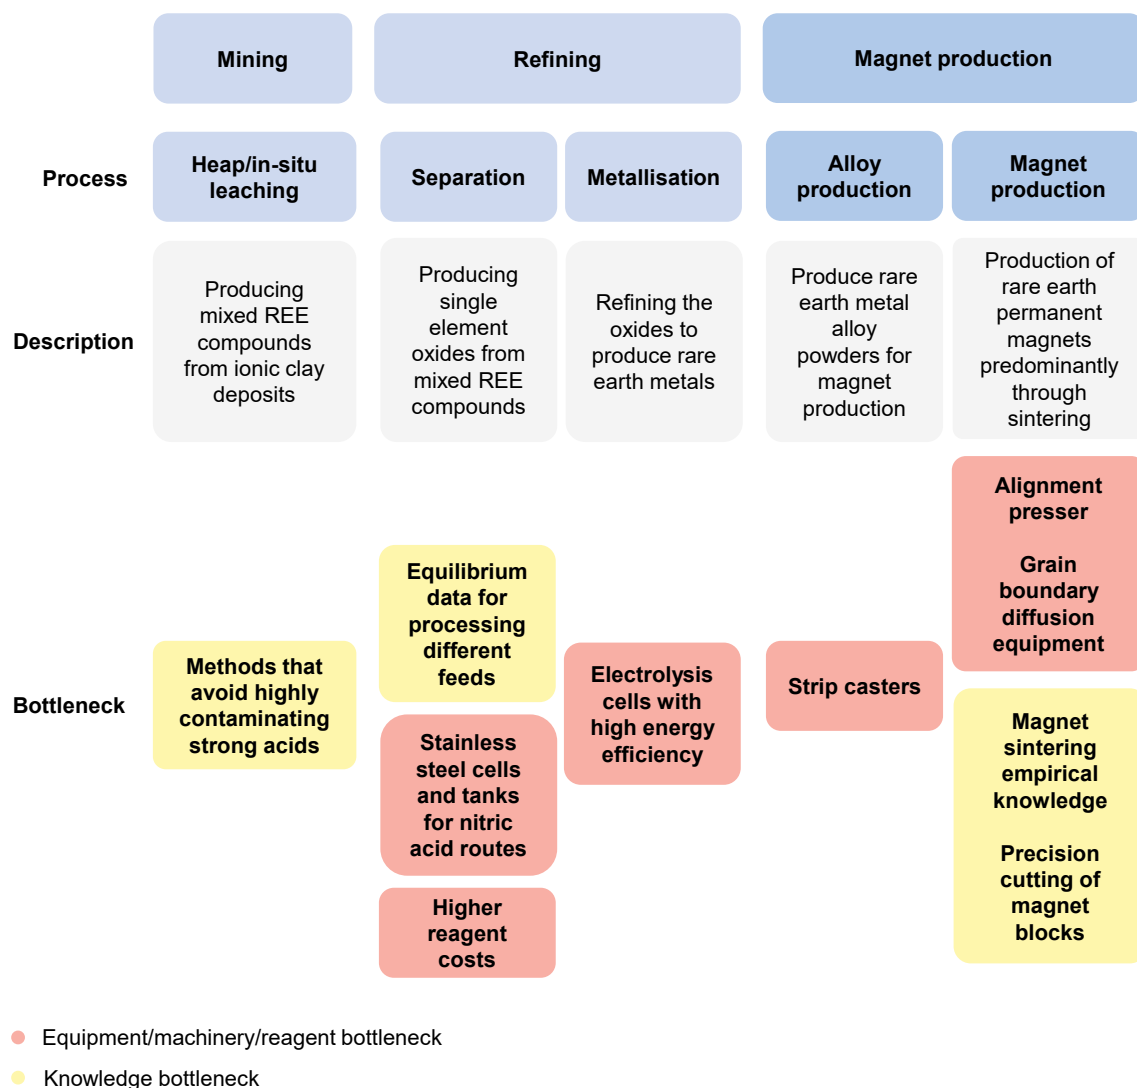 Mining
Refining
Magnet production
Process
Heap/in-situ
leaching
Separation
Metallisation
Alloy
production
Magnet
production
Description
Producing
mixed REE
compounds
from ionic clay
deposits
Producing
single
element
oxides from
mixed REE
compounds
Refining the
oxides to
produce rare
earth metals
Produce rare
earth metal
alloy
powders for
magnet
production
Production of
rare earth
permanent
magnets
predominantly
through
sintering
Bottleneck
Methods that
avoid highly
contaminating
strong acids
Equilibrium
data for
processing
different
feeds
Stainless
steel cells
and tanks
for nitric
acid routes
Higher
reagent
costs
Electrolysis
cells with
high energy
efficiency
Strip casters
Alignment
presser
Grain
boundary
diffusion
equipment
Magnet
sintering
empirical
knowledge
Precision
cutting of
magnet
blocks
Equipment/machinery/reagent bottleneck
Knowledge bottleneck